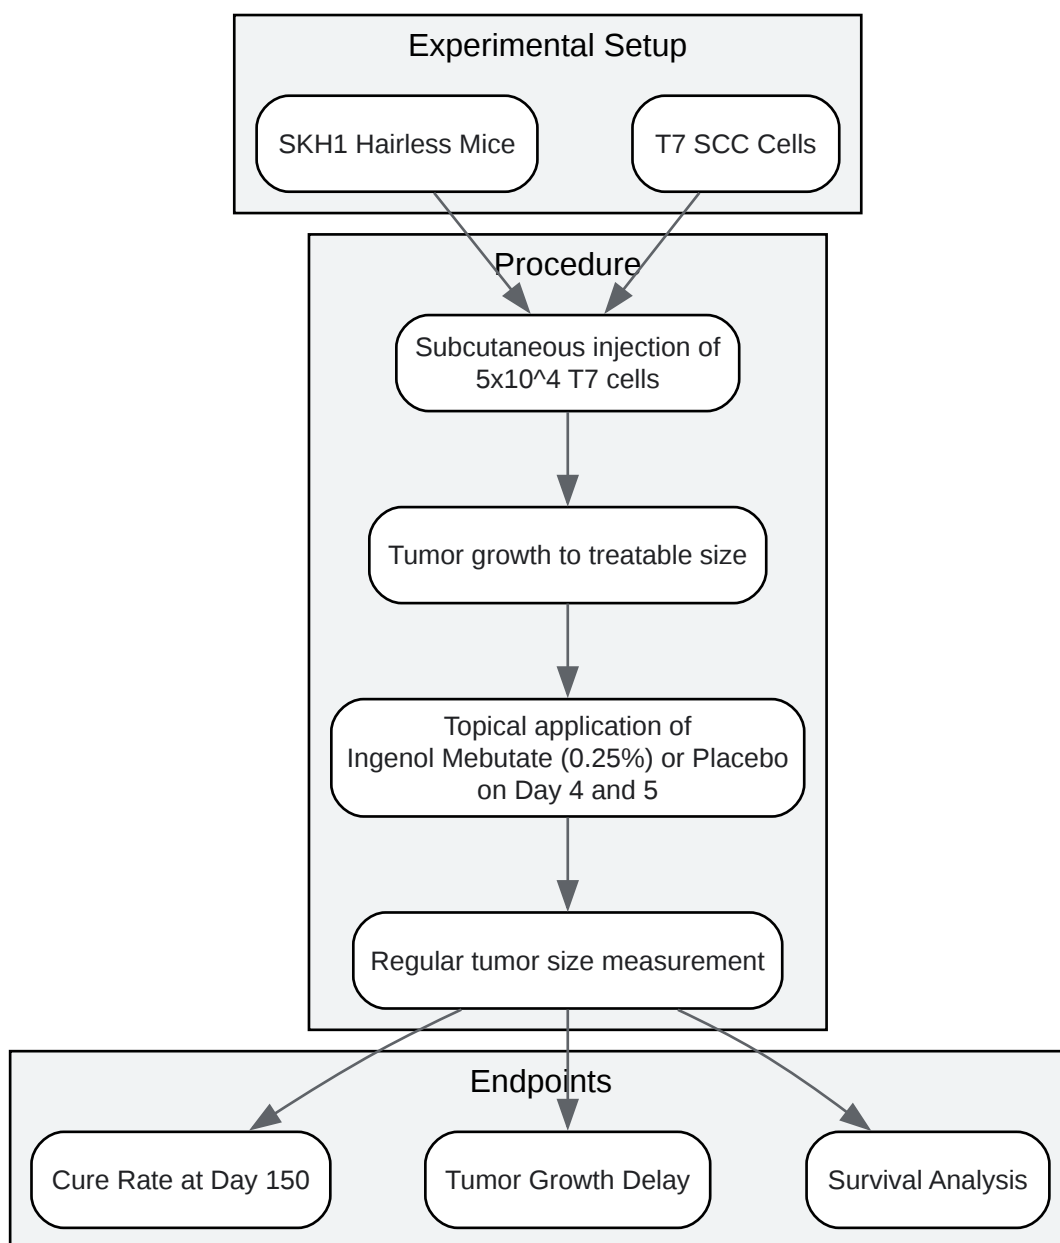 Experimental Setup
SKH1 Hairless Mice
T7 SCC Cells
Procedure
Subcutaneous injection of
5x10^4 T7 cells
Tumor growth to treatable size
Topical application of
Ingenol Mebutate (0.25%) or Placebo
on Day 4 and 5
Regular tumor size measurement
Endpoints
Cure Rate at Day 150
Tumor Growth Delay
Survival Analysis